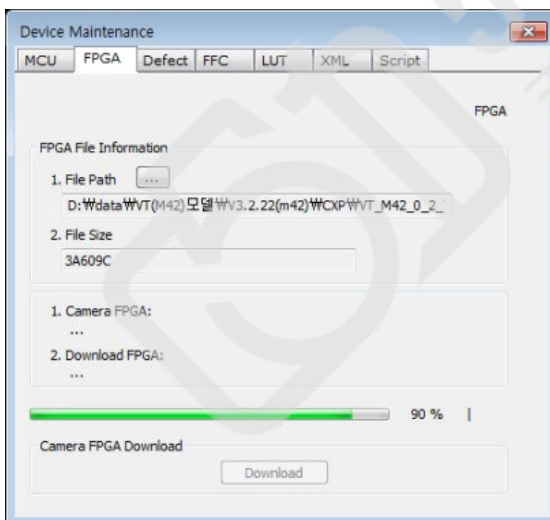 Device Maintenance
MCU FPGA Defect FFC LUT XML Script
FPGA
FPGA File Information
1. File Path ...
D:₩data₩VT(M42)모델₩V3.2.22(m42)₩CXP₩VT_M42_0_2_
2. File Size
3A609C
1. Camera FPGA:
...
2. Download FPGA:
...
90 % |
Camera FPGA Download
Download